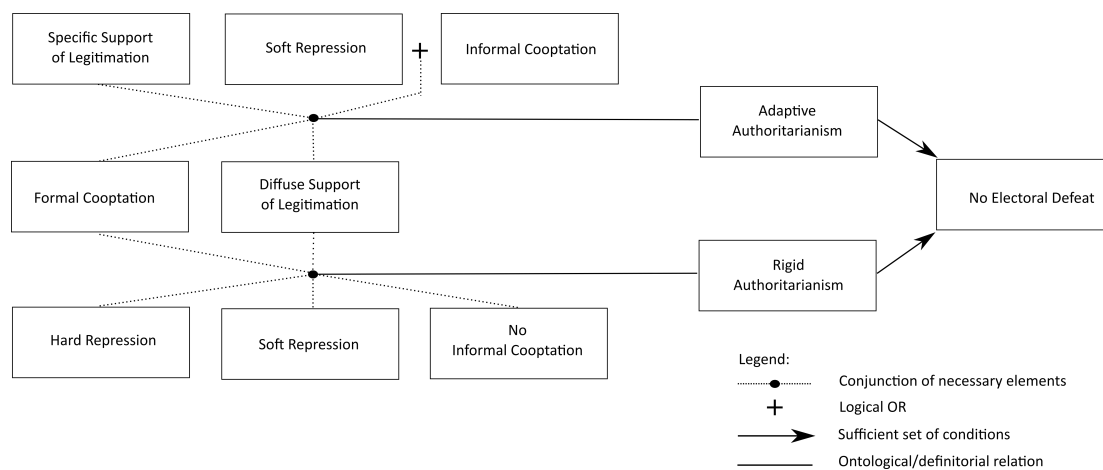 Specific Support
of Legitimation
Soft Repression
+
Informal Cooptation
Adaptive
Authoritarianism
Formal Cooptation
Diffuse Support
of Legitimation
No Electoral Defeat
Rigid
Authoritarianism
Hard Repression
Soft Repression
No
Informal Cooptation
Legend:
Conjunction of necessary elements
+ Logical OR
Sufficient set of conditions
Ontological/definitorial relation